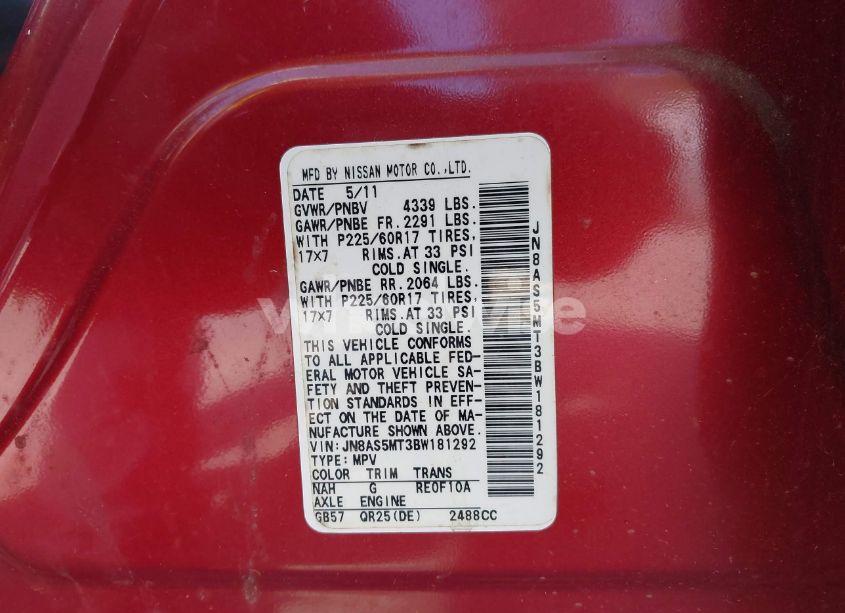 MFD BY NISSAN MOTOR CO.,LTD.
DATE 5/11
GVWR/PNBV 4339 LBS.
GAWR/PNBE FR. 2291 LBS.
WITH P225/60R17 TIRES,
17X7 RIMS.AT 33 PSI
COLD SINGLE.
GAWR/PNBE RR. 2064 LBS.
WITH P225/60R17 TIRES,
17X7 RIMS.AT 33 PSI
COLD SINGLE.
THIS VEHICLE CONFORMS
TO ALL APPLICABLE FED-
ERAL MOTOR VEHICLE SA-
FETY AND THEFT PREVEN-
TION STANDARDS IN EFF-
ECT ON THE DATE OF MA-
NUFACTURE SHOWN ABOVE.
VIN:JN8AS5MT3BW181292
TYPE:MPV
COLOR TRIM TRANS
NAH G RE0F10A
AXLE ENGINE
GB57 QR25(DE) 2488CC
JN8AS5MT3BW181292